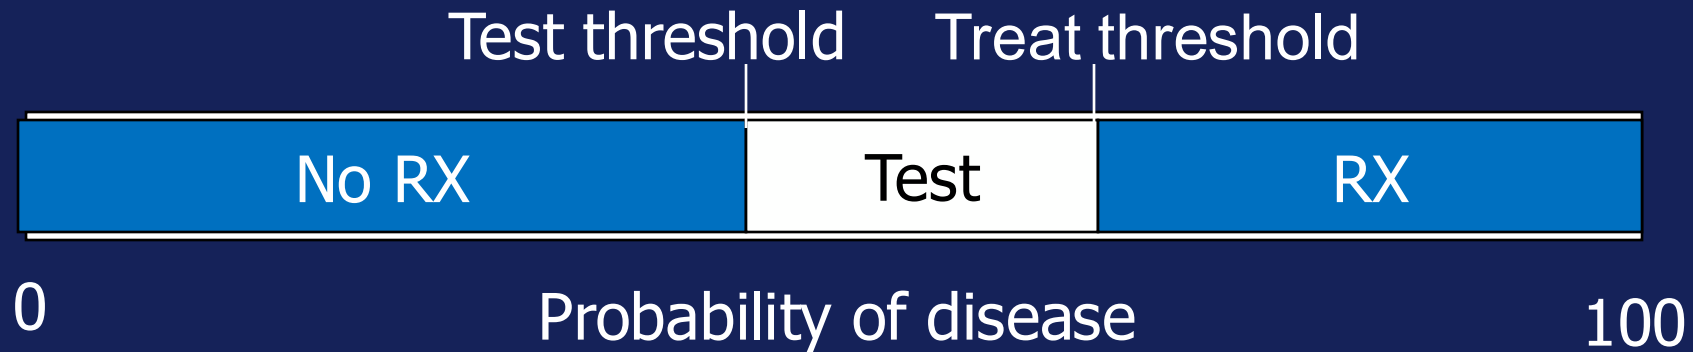 Test threshold Treat threshold
No RX Test RX
0 Probability of disease 100